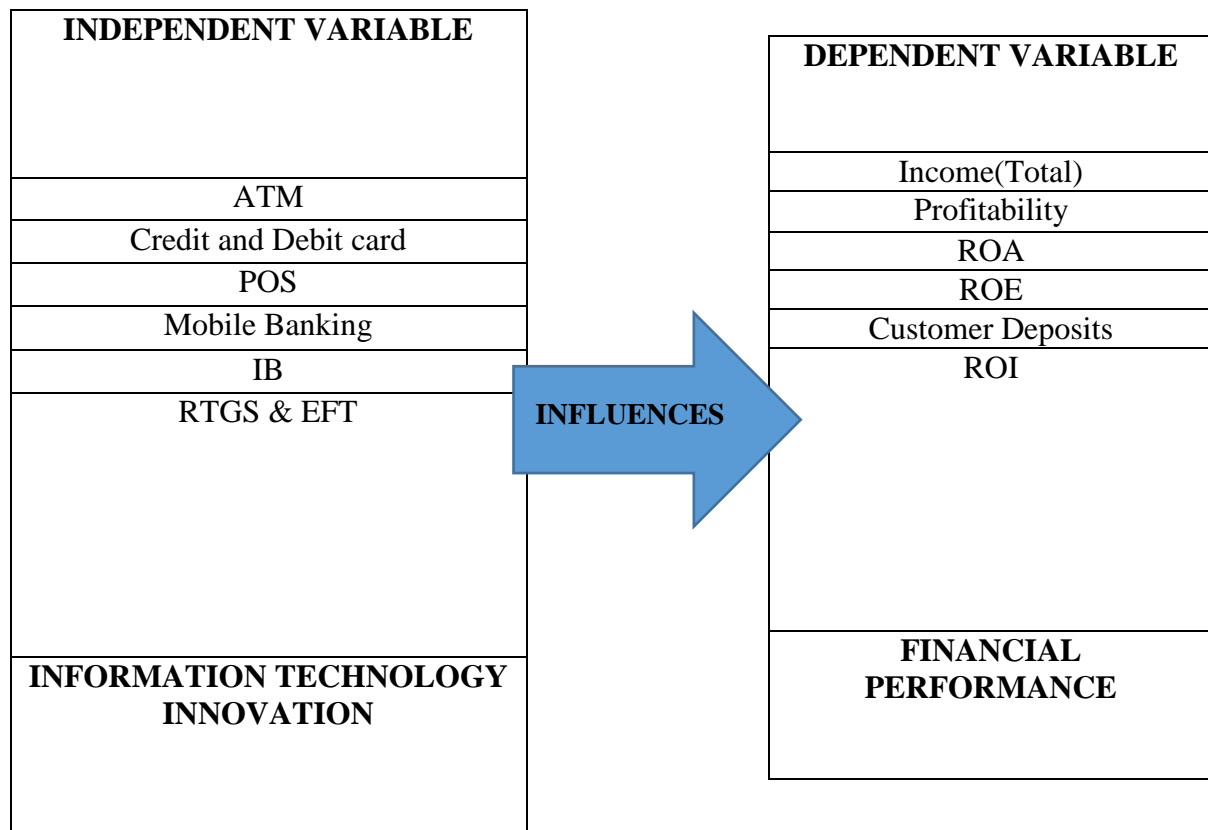 INDEPENDENT VARIABLE
ATM
Credit and Debit card
POS
Mobile Banking
IB
RTGS & EFT
INFORMATION TECHNOLOGY
INNOVATION
INFLUENCES
DEPENDENT VARIABLE
Income(Total)
Profitability
ROA
ROE
Customer Deposits
ROI
FINANCIAL
PERFORMANCE